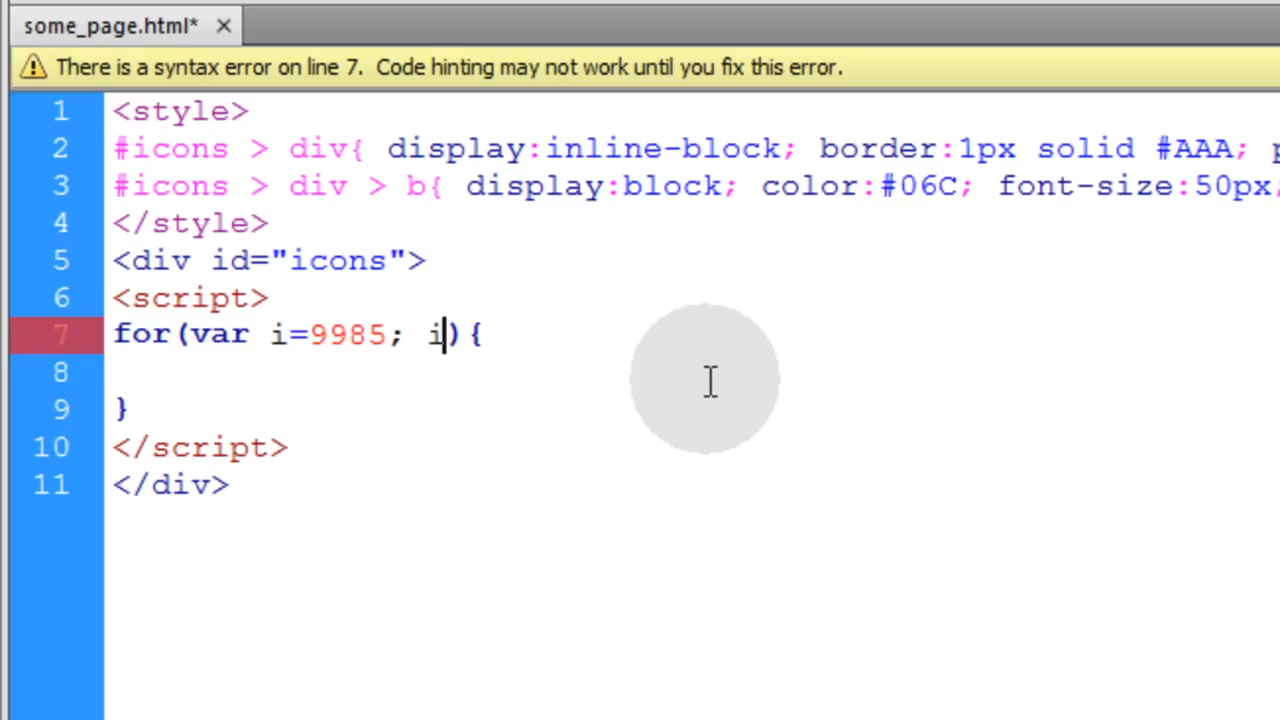 some_page.html* ×
There is a syntax error on line 7. Code hinting may not work until you fix this error.
1 <style>
2 #icons > div{ display:inline-block; border:1px solid #AAA; p
3 #icons > div > b{ display:block; color:#06C; font-size:50px;
4 </style>
5 <div id="icons">
6 <script>
7 for(var i=9985; i){
8
9 }
10 </script>
11 </div>